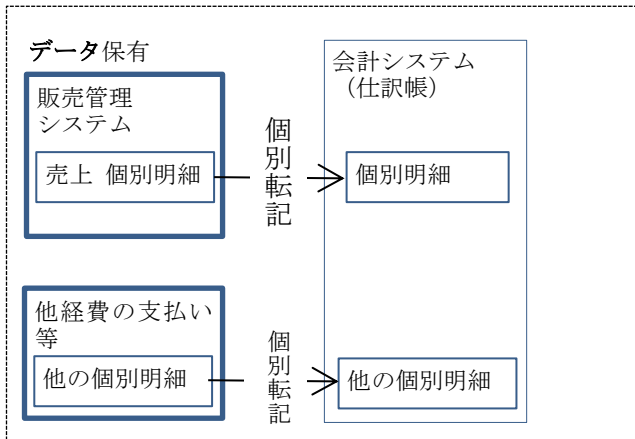 データ保有
販売管理
システム
売上 個別明細
個別転記
会計システム
（仕訳帳）
個別明細
他経費の支払い
等
他の個別明細
個別転記
他の個別明細